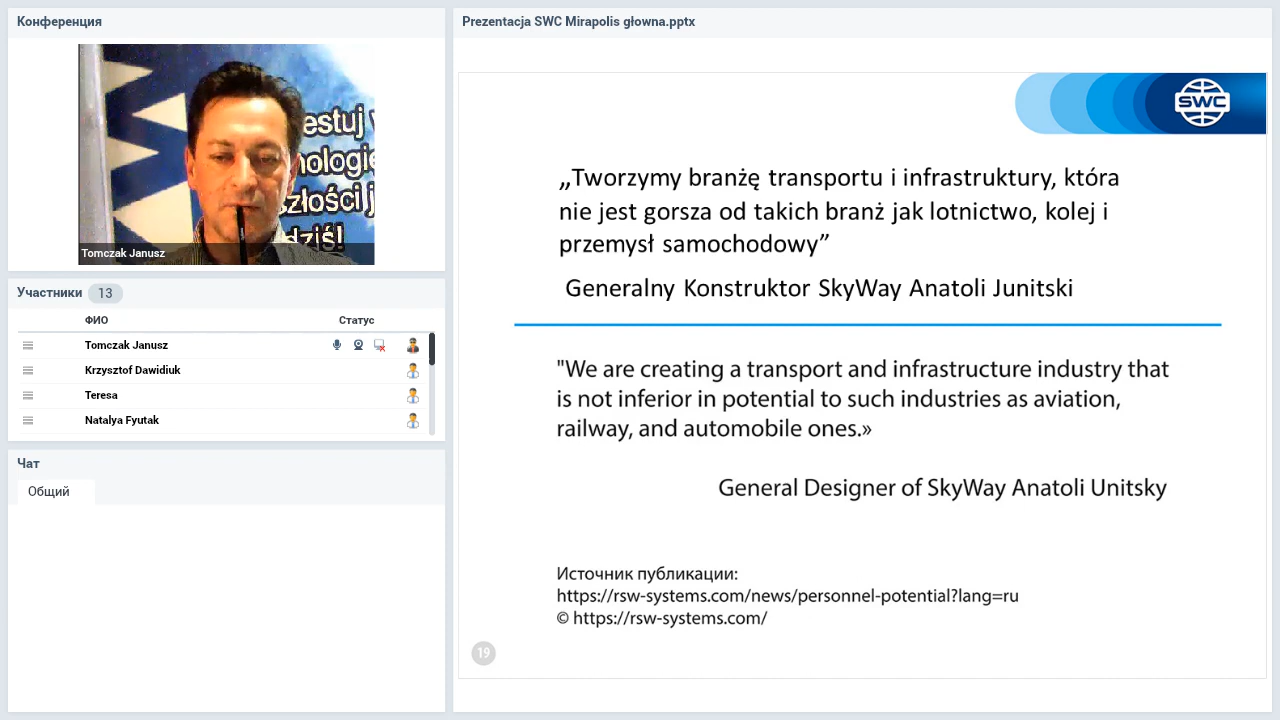 Конференция
estuj
nologie
złości j
dziś!
Tomczak Janusz
Участники 13
ФИО Статус
Tomczak Janusz
Krzysztof Dawidiuk
Teresa
Natalya Fyutak
Чат
Общий
Prezentacja SWC Mirapolis głowna.pptx
SWC
„Tworzymy branżę transportu i infrastruktury, która
nie jest gorsza od takich branż jak lotnictwo, kolej i
przemysł samochodowy”
Generalny Konstruktor SkyWay Anatoli Junitski
"We are creating a transport and infrastructure industry that
is not inferior in potential to such industries as aviation,
railway, and automobile ones.»
General Designer of SkyWay Anatoli Unitsky
Источник публикации:
https://rsw-systems.com/news/personnel-potential?lang=ru
© https://rsw-systems.com/
19